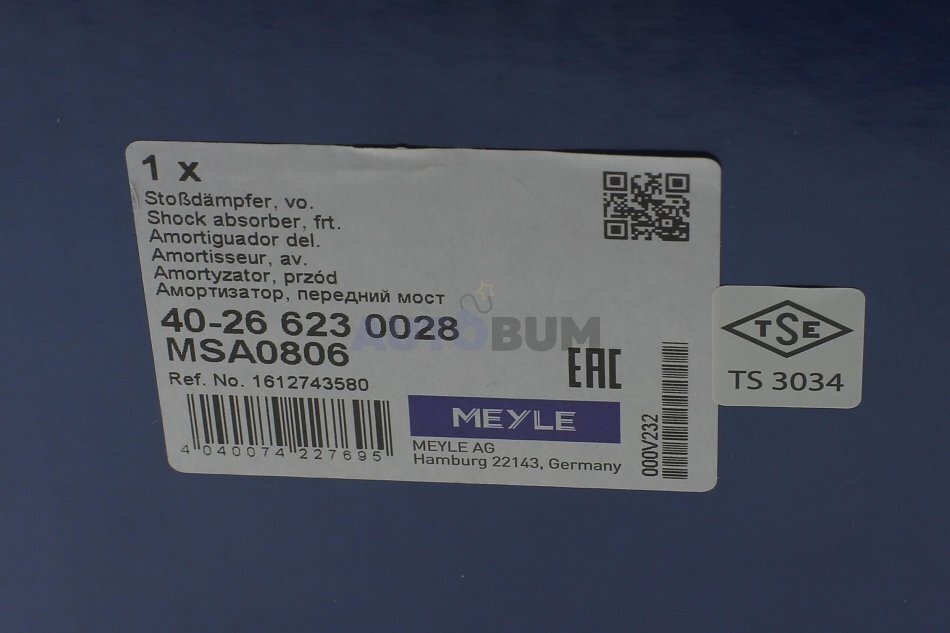 1 x
Stoßdämpfer, vo.
Shock absorber, frt.
Amortiguador del.
Amortisseur, av.
Amortyzator, przód
Амортизатор, передний мост
40-26 623 0028
MSA0806
AUTOBUM
Ref. No. 1612743580
EAC
MEYLE
MEYLE AG
Hamburg 22143, Germany
4 040074 227695
000V232
TSE
TS 3034